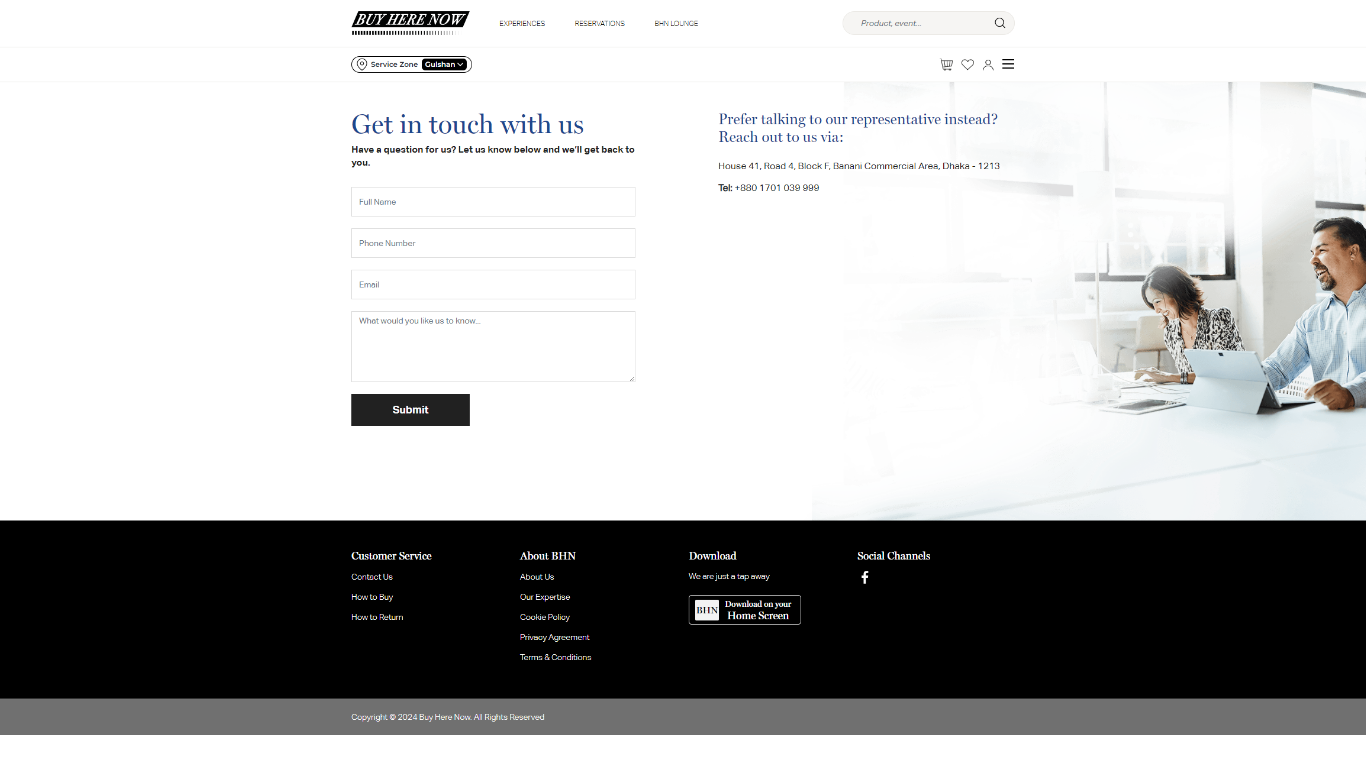 BUY HERE NOW
EXPERIENCES
RESERVATIONS
BHN LOUNGE
Product, event...
Service Zone
Gulshan
Get in touch with us
Have a question for us? Let us know below and we'll get back to
you.
Full Name
Phone Number
Email
What would you like us to know...
Submit
Prefer talking to our representative instead?
Reach out to us via:
House 41, Road 4, Block F, Banani Commercial Area, Dhaka - 1213
Tel: +880 1701 039 999
Customer Service
Contact Us
How to Buy
How to Return
About BHN
About Us
Our Expertise
Cookie Policy
Privacy Agreement
Terms & Conditions
Download
We are just a tap away
BHN
Download on your
Home Screen
Social Channels
Copyright © 2024 Buy Here Now. All Rights Reserved